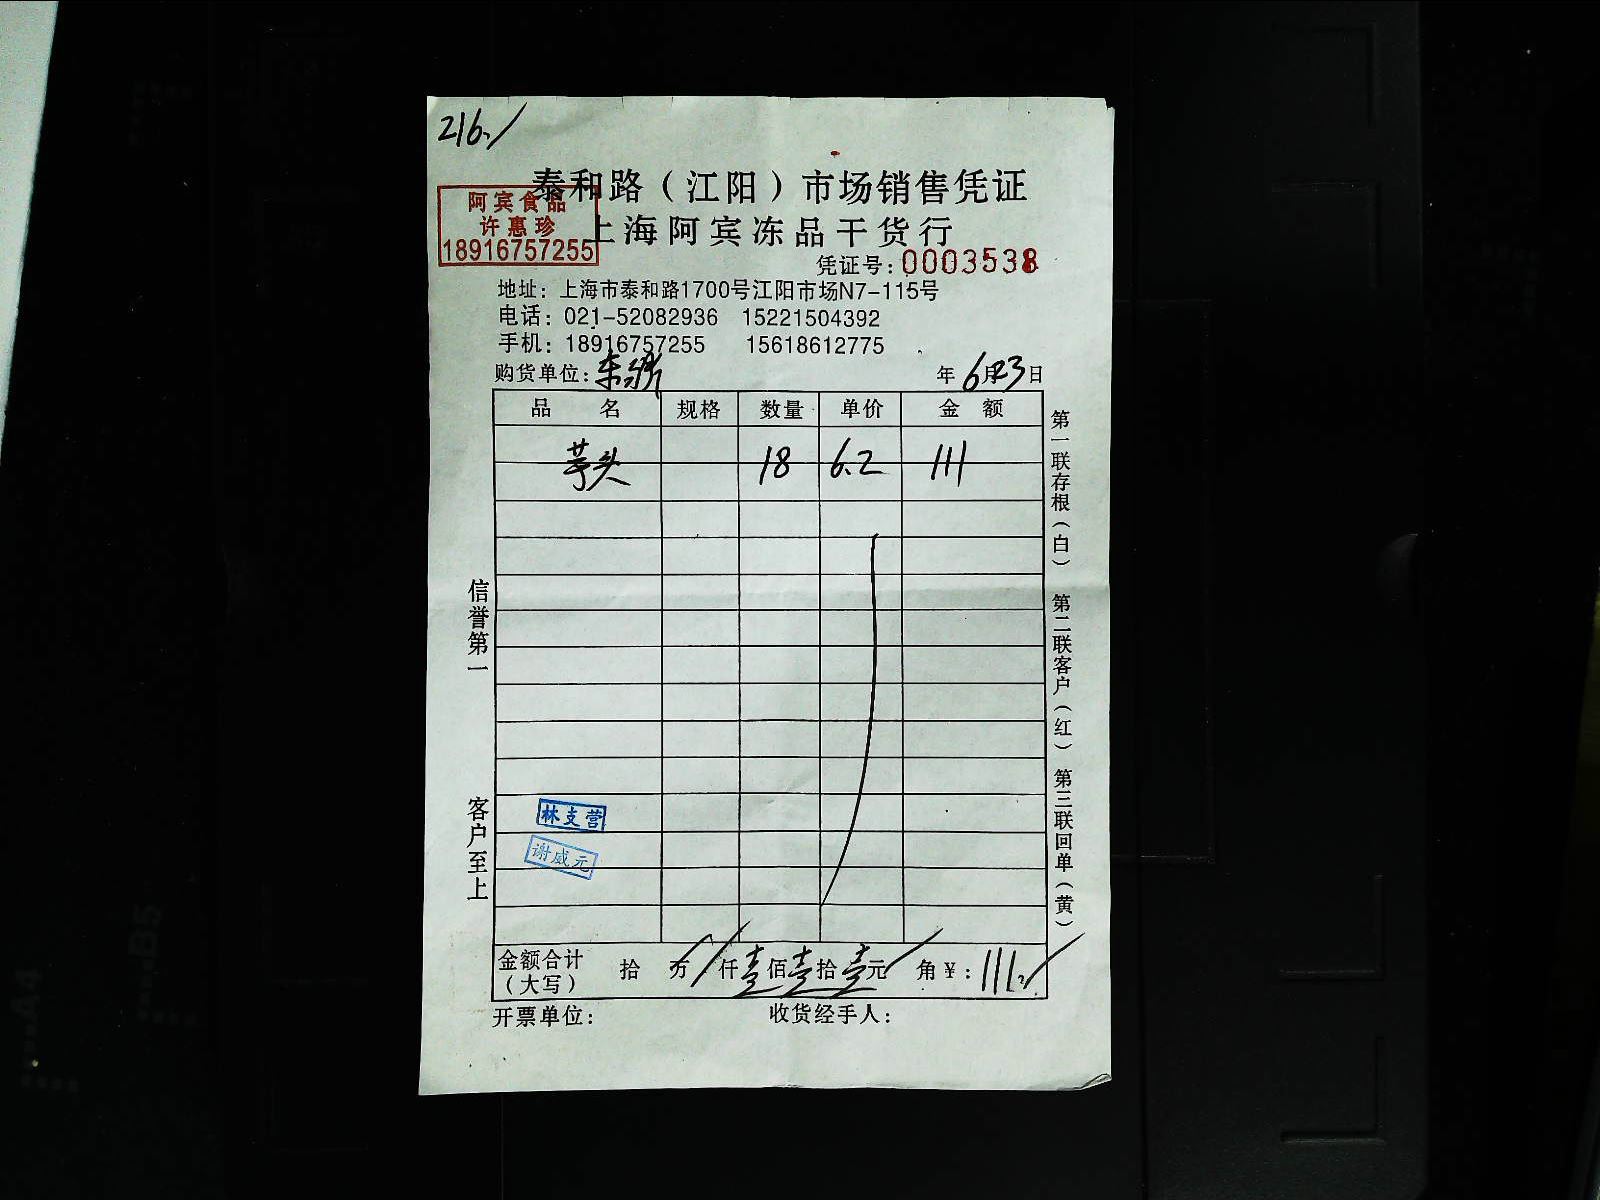 216
泰和路（江阳）市场销售凭证
阿宾食品
许惠珍
18916757255
上海阿宾冻品干货行
凭证号：0003538
地址：上海市泰和路1700号江阳市场N7-115号
电话：021-52082936 15221504392
手机：18916757255 15618612775
购货单位：
年 6月23日
品 名 规格 数量 单价 金 额
芋头 18 6.2 111
信誉第一
客户至上
第一联存根（白） 第二联客户（红） 第三联回单（黄）
林支营
谢威元
金额合计 拾 万 仟壹佰壹拾壹元 角￥：111
（大写）
开票单位： 收货经手人：
B5
A4